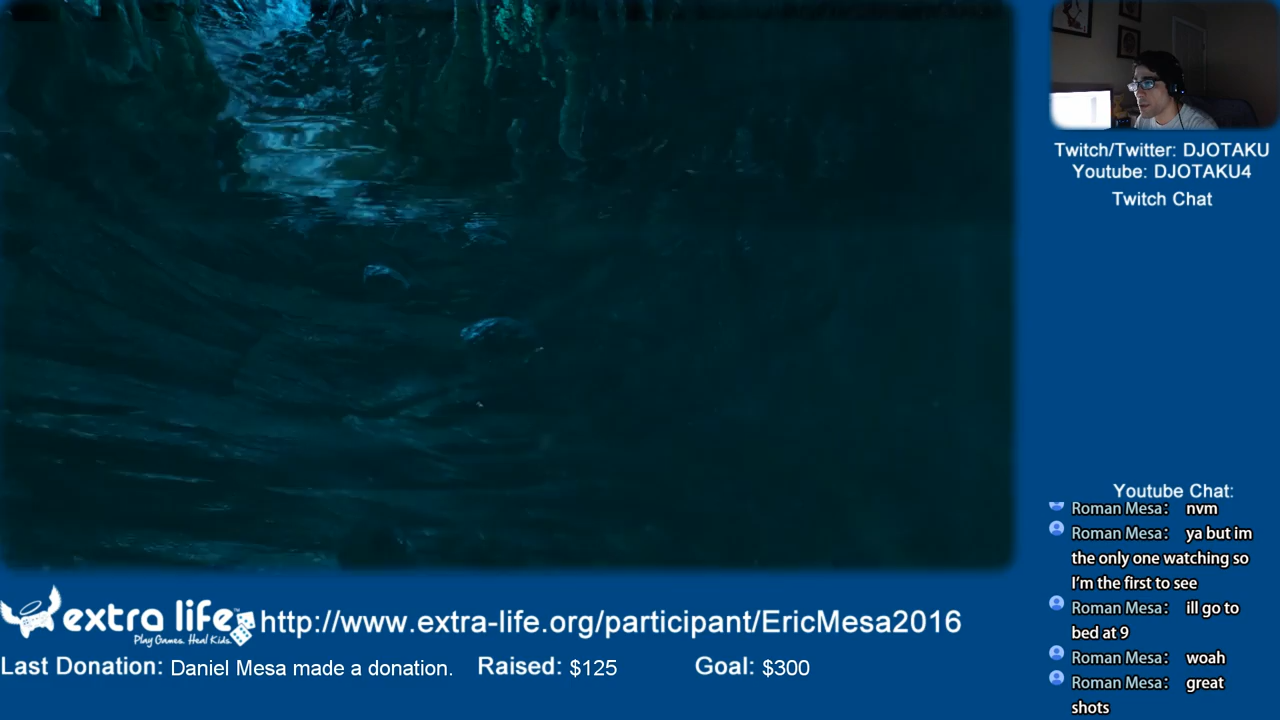 Twitch/Twitter: DJOTAKU
Youtube: DJOTAKU4
Twitch Chat
Youtube Chat:
Roman Mesa: nvm
Roman Mesa: ya but im
the only one watching so
I'm the first to see
Roman Mesa: ill go to
bed at 9
Roman Mesa: woah
Roman Mesa: great
shots
extra life
Play Games. Heal Kids.
http://www.extra-life.org/participant/EricMesa2016
Last Donation: Daniel Mesa made a donation. Raised: $125 Goal: $300